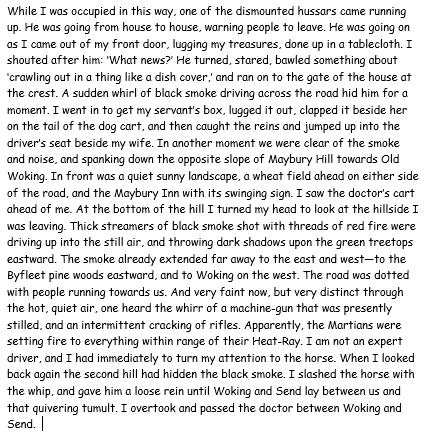 While I was occupied in this way, one of the dismounted hussars came running
up. He was going from house to house, warning people to leave. He was going on
as I came out of my front door, lugging my treasures, done up in a tablecloth. I
shouted after him: 'What news?' He turned, stared, bawled something about
'crawling out in a thing like a dish cover,' and ran on to the gate of the house at
the crest. A sudden whirl of black smoke driving across the road hid him for a
moment. I went in to get my servant's box, lugged it out, clapped it beside her
on the tail of the dog cart, and then caught the reins and jumped up into the
driver's seat beside my wife. In another moment we were clear of the smoke
and noise, and spanking down the opposite slope of Maybury Hill towards Old
Woking. In front was a quiet sunny landscape, a wheat field ahead on either side
of the road, and the Maybury Inn with its swinging sign. I saw the doctor's cart
ahead of me. At the bottom of the hill I turned my head to look at the hillside I
was leaving. Thick streamers of black smoke shot with threads of red fire were
driving up into the still air, and throwing dark shadows upon the green treetops
eastward. The smoke already extended far away to the east and west—to the
Byfleet pine woods eastward, and to Woking on the west. The road was dotted
with people running towards us. And very faint now, but very distinct through
the hot, quiet air, one heard the whirr of a machine-gun that was presently
stilled, and an intermittent cracking of rifles. Apparently, the Martians were
setting fire to everything within range of their Heat-Ray. I am not an expert
driver, and I had immediately to turn my attention to the horse. When I looked
back again the second hill had hidden the black smoke. I slashed the horse with
the whip, and gave him a loose rein until Woking and Send lay between us and
that quivering tumult. I overtook and passed the doctor between Woking and
Send.